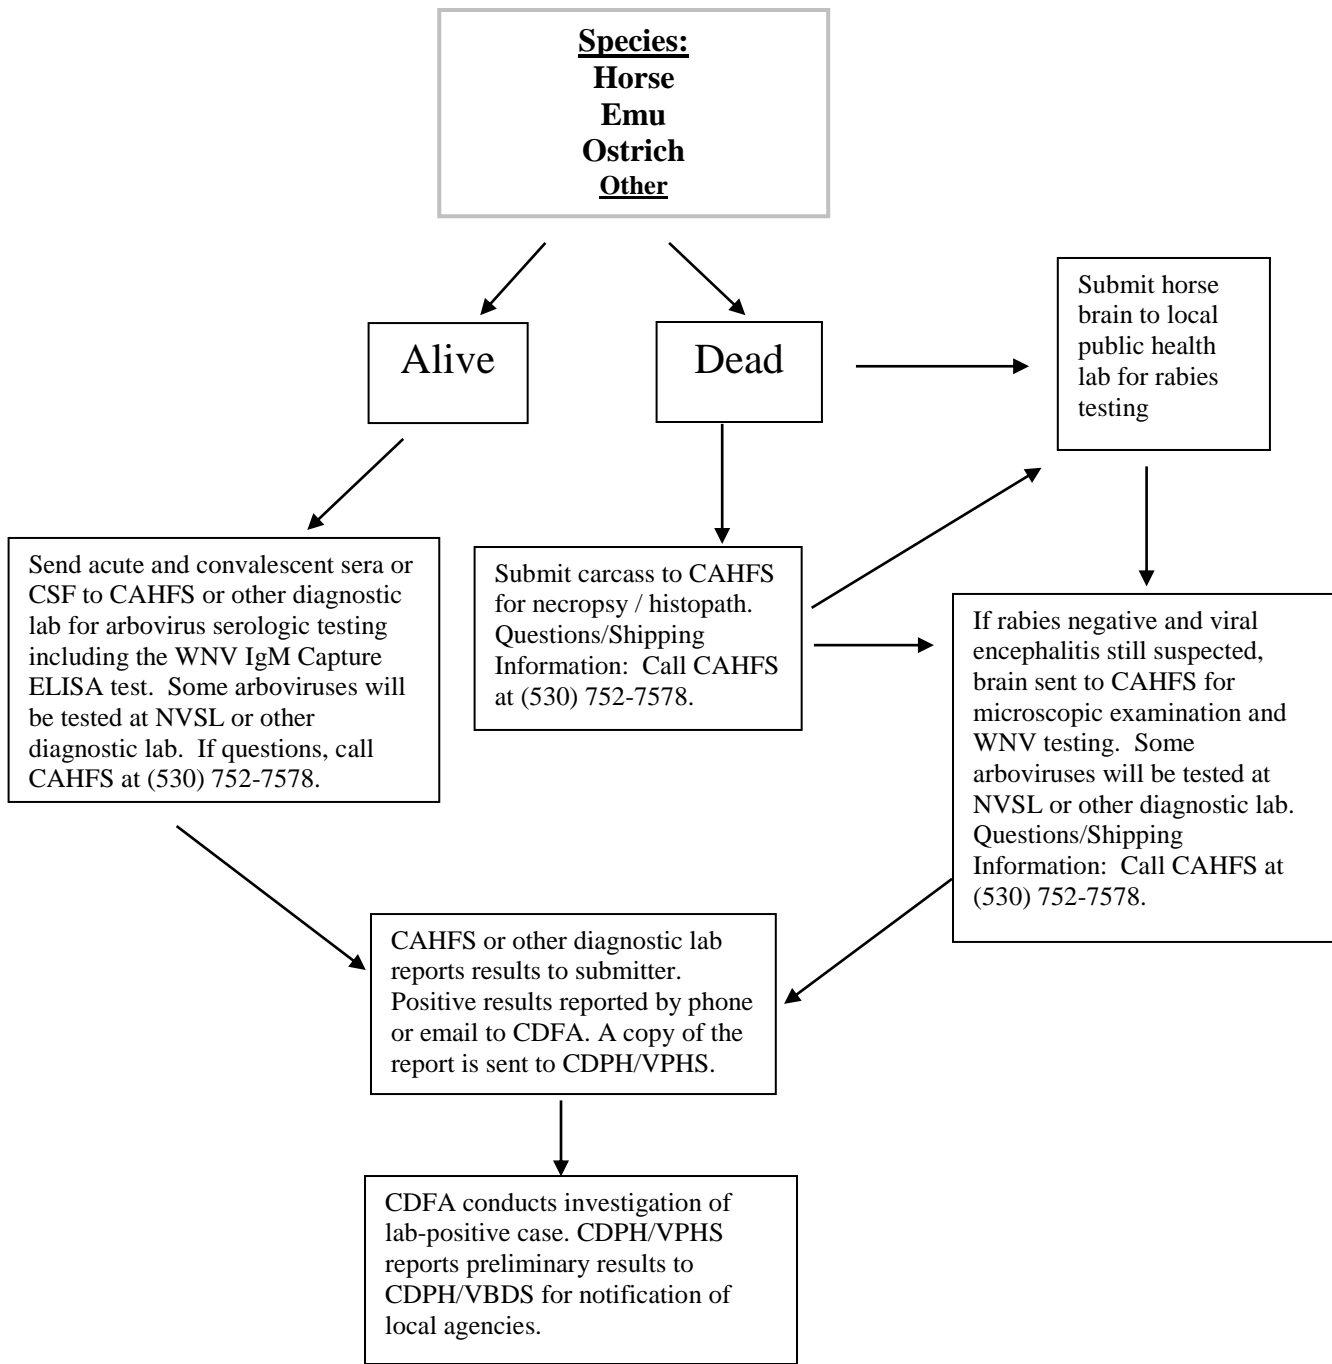 Species:
Horse
Emu
Ostrich
Other
Alive
Dead
Submit horse
brain to local
public health
lab for rabies
testing
Send acute and convalescent sera or
CSF to CAHFS or other diagnostic
lab for arbovirus serologic testing
including the WNV IgM Capture
ELISA test.  Some arboviruses will
be tested at NVSL or other
diagnostic lab.  If questions, call
CAHFS at (530) 752-7578.
Submit carcass to CAHFS
for necropsy / histopath.
Questions/Shipping
Information:  Call CAHFS
at (530) 752-7578.
If rabies negative and viral
encephalitis still suspected,
brain sent to CAHFS for
microscopic examination and
WNV testing.  Some
arboviruses will be tested at
NVSL or other diagnostic lab.
Questions/Shipping
Information:  Call CAHFS at
(530) 752-7578.
CAHFS or other diagnostic lab
reports results to submitter.
Positive results reported by phone
or email to CDFA. A copy of the
report is sent to CDPH/VPHS.
CDFA conducts investigation of
lab-positive case. CDPH/VPHS
reports preliminary results to
CDPH/VBDS for notification of
local agencies.